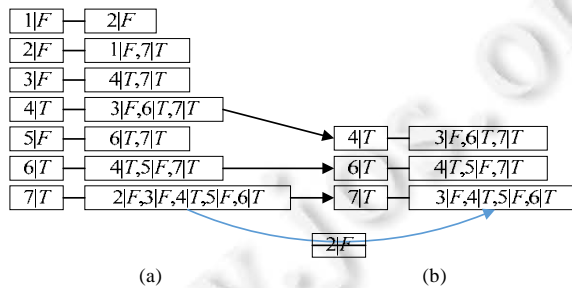 1|F 2|F
2|F 1|F,7|T
3|F 4|T,7|T
4|T 3|F,6|T,7|T
5|F 6|T,7|T
6|T 4|T,5|F,7|T
7|T 2|F,3|F,4|T,5|F,6|T
4|T 3|F,6|T,7|T
6|T 4|T,5|F,7|T
7|T 3|F,4|T,5|F,6|T
2|F
(a) (b)